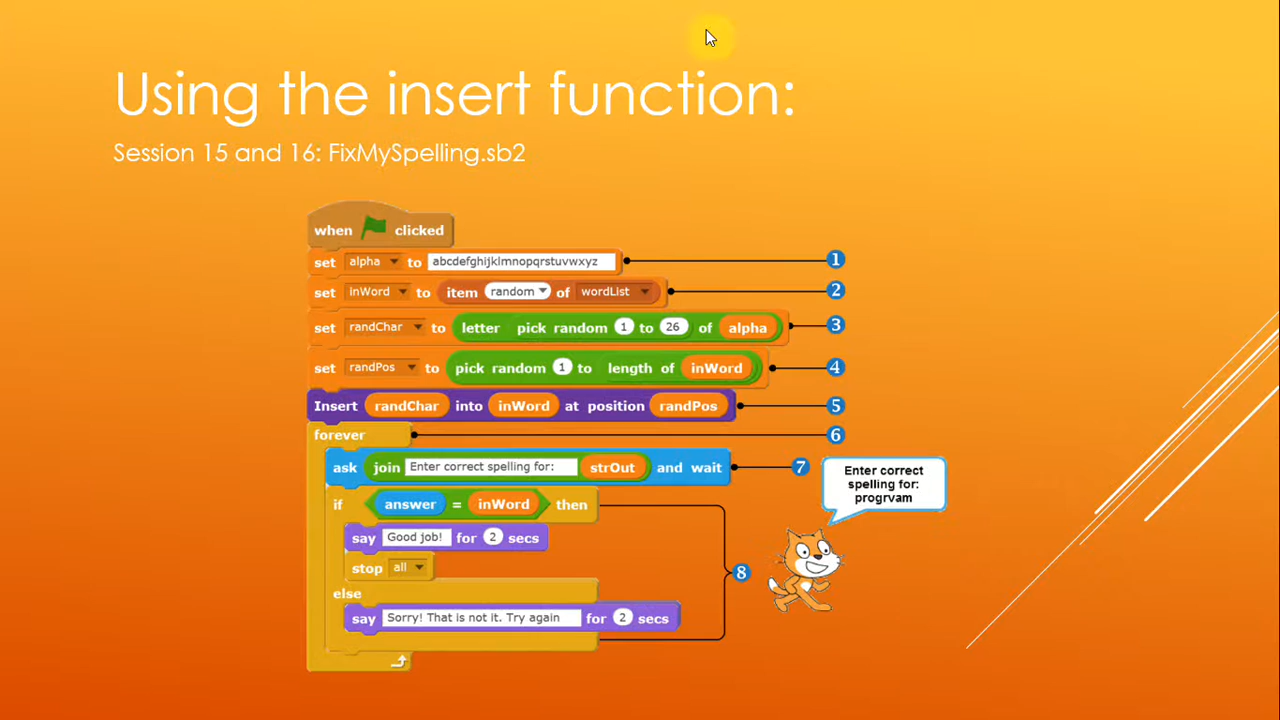 Using the insert function:
Session 15 and 16: FixMySpelling.sb2
when clicked
set alpha to abcdefghijklmnopqrstuvwxyz 1
set inWord to item random of wordList 2
set randChar to letter pick random 1 to 26 of alpha 3
set randPos to pick random 1 to length of inWord 4
Insert randChar into inWord at position randPos 5
forever 6
ask join Enter correct spelling for: strOut and wait 7
Enter correct
spelling for:
progrvam
if answer = inWord then
say Good job! for 2 secs
stop all
8
else
say Sorry! That is not it. Try again for 2 secs